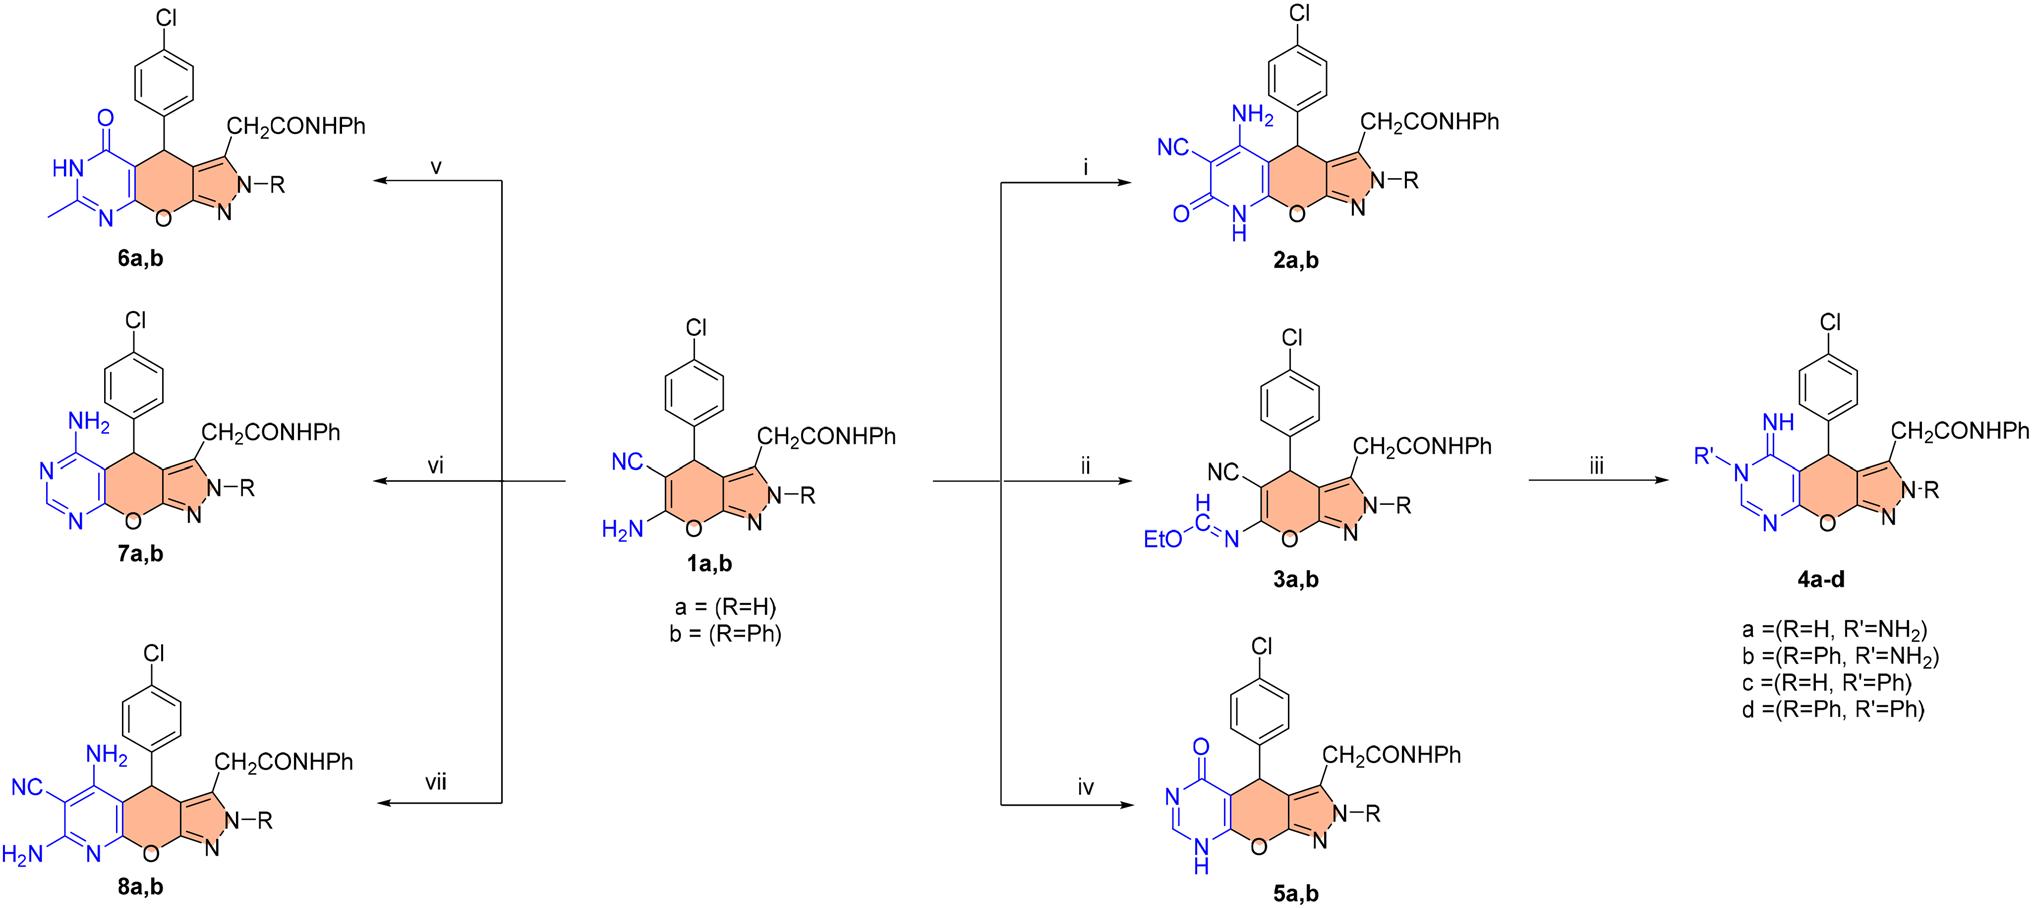 Cl
O
HN
N
O
N
N
R
CH2CONHPh
6a,b
v
Cl
NH2
N
N
O
N
N
R
CH2CONHPh
7a,b
vi
Cl
NH2
NC
H2N
N
O
N
N
R
CH2CONHPh
8a,b
vii
Cl
NC
H2N
O
N
N
R
CH2CONHPh
1a,b
a = (R=H)
b = (R=Ph)
i
Cl
NH2
NC
O
N
H
O
N
N
R
CH2CONHPh
2a,b
ii
Cl
NC
H
C
EtO
N
O
N
N
R
CH2CONHPh
3a,b
iii
Cl
NH
R'
N
N
O
N
N
R
CH2CONHPh
4a-d
a =(R=H, R'=NH2)
b =(R=Ph, R'=NH2)
c =(R=H, R'=Ph)
d =(R=Ph, R'=Ph)
iv
Cl
O
N
N
H
O
N
N
R
CH2CONHPh
5a,b